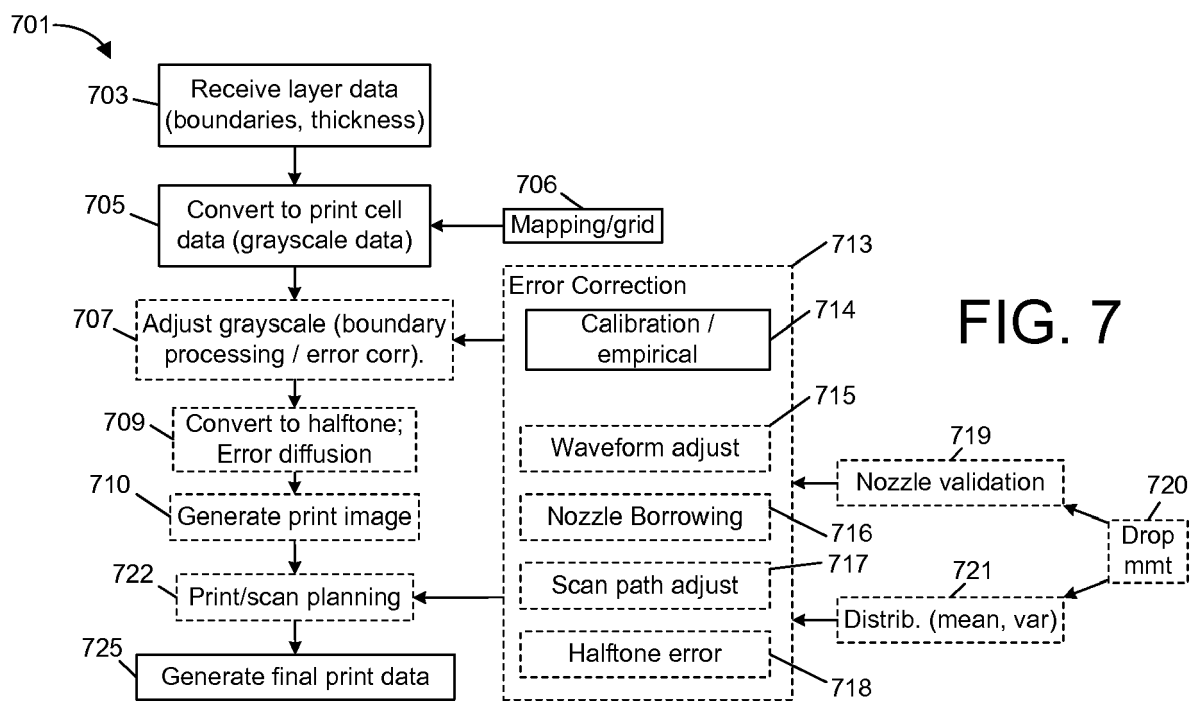 701
703
Receive layer data
(boundaries, thickness)
705
Convert to print cell
data (grayscale data)
706
Mapping/grid
707
Adjust grayscale (boundary
processing / error corr).
709
Convert to halftone;
Error diffusion
710
Generate print image
722
Print/scan planning
725
Generate final print data
713
Error Correction
Calibration /
empirical
714
715
Waveform adjust
Nozzle Borrowing
716
Scan path adjust
717
Halftone error
718
719
Nozzle validation
720
Drop
mmt
721
Distrib. (mean, var)
FIG. 7